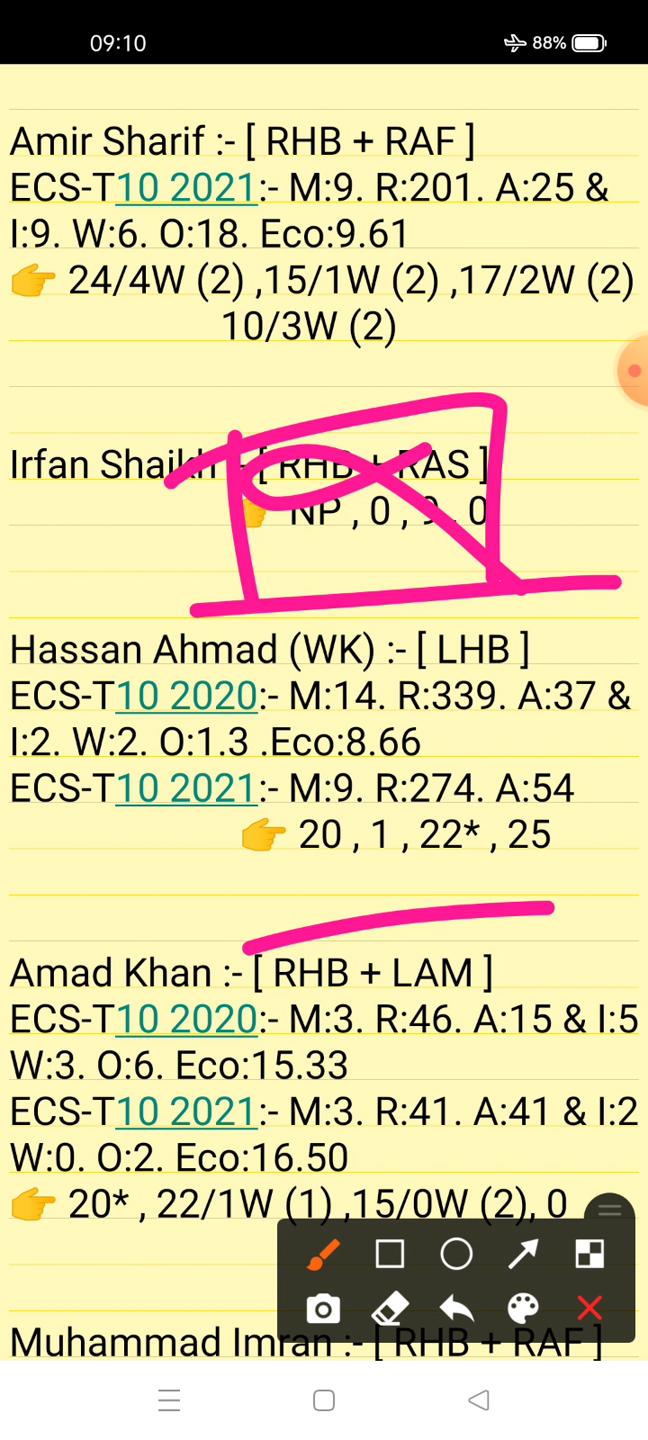 09:10
88%
Amir Sharif :- [ RHB + RAF ]
ECS-T10 2021:- M:9. R:201. A:25 &
I:9. W:6. O:18. Eco:9.61
👉 24/4W (2) ,15/1W (2) ,17/2W (2)
10/3W (2)
Irfan Shaikh :- [ RHB + RAS ]
👉 NP , 0 , 9 , 0
Hassan Ahmad (WK) :- [ LHB ]
ECS-T10 2020:- M:14. R:339. A:37 &
I:2. W:2. O:1.3 .Eco:8.66
ECS-T10 2021:- M:9. R:274. A:54
👉 20 , 1 , 22* , 25
Amad Khan :- [ RHB + LAM ]
ECS-T10 2020:- M:3. R:46. A:15 & I:5
W:3. O:6. Eco:15.33
ECS-T10 2021:- M:3. R:41. A:41 & I:2
W:0. O:2. Eco:16.50
👉 20* , 22/1W (1) ,15/0W (2), 0
Muhammad Imran :- [ RHB + RAF ]